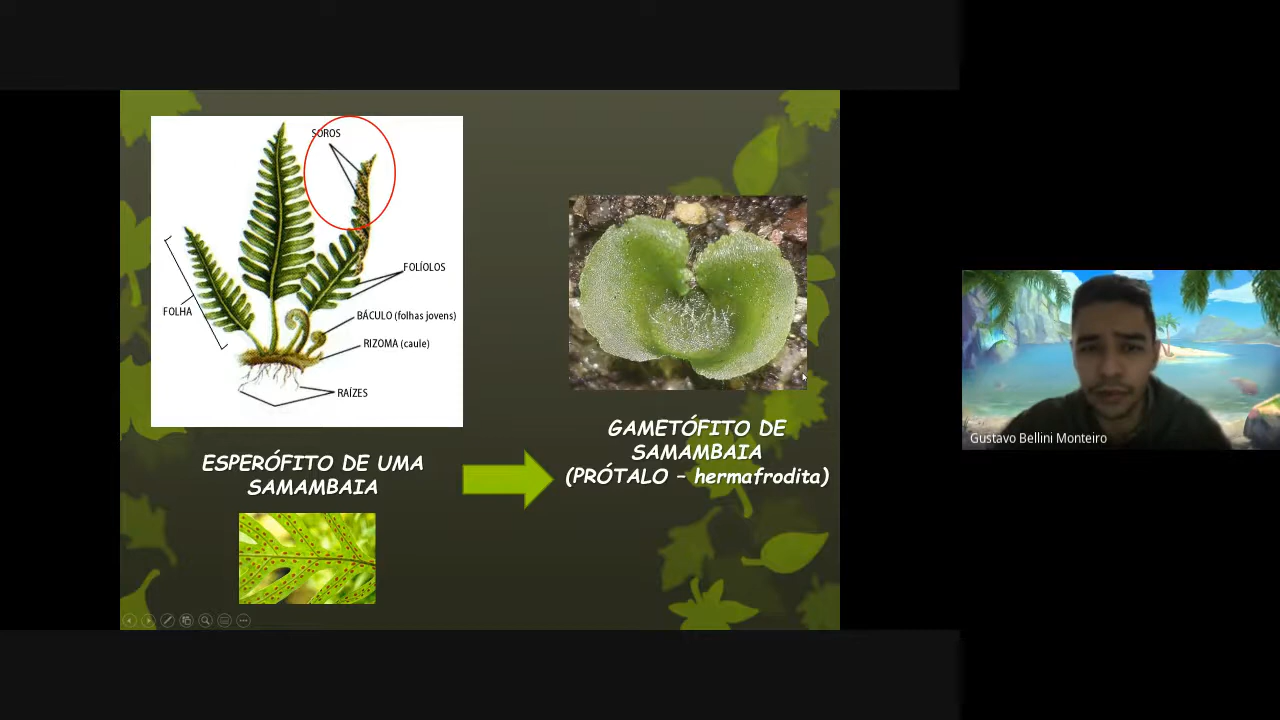 SOROS
FOLÍOLOS
FOLHA
BÁCULO (folhas jovens)
RIZOMA (caule)
RAÍZES
ESPERÓFITO DE UMA
SAMAMBAIA
GAMETÓFITO DE
SAMAMBAIA
(PRÓTALO – hermafrodita)
Gustavo Bellini Monteiro